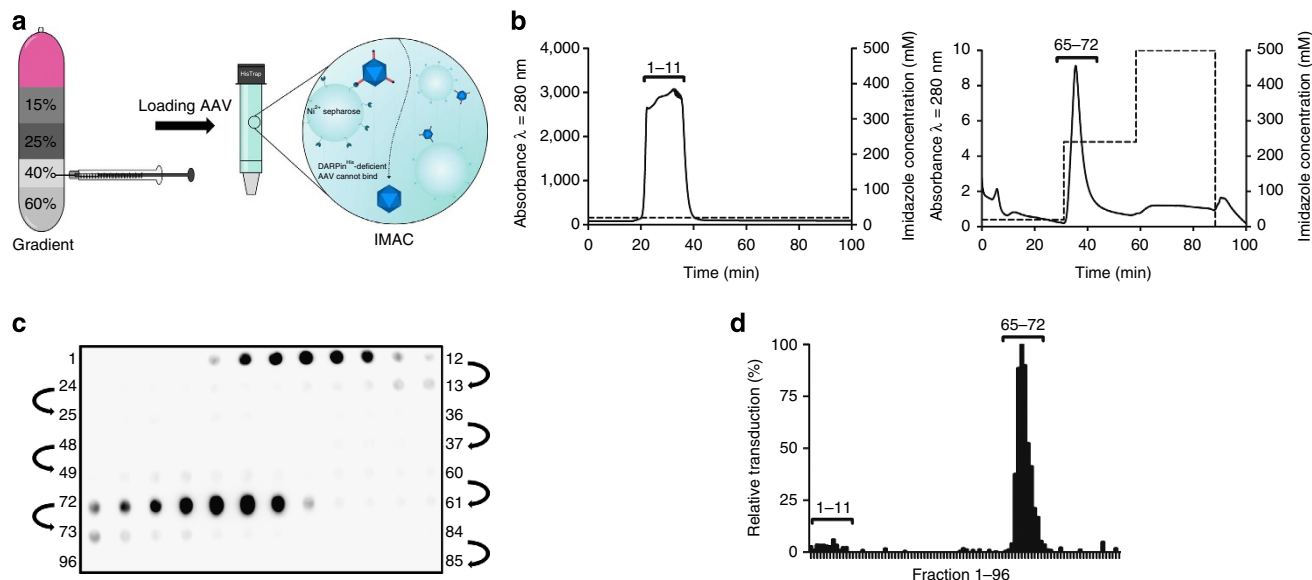 a
15%
25%
40%
60%
Gradient
Loading AAV
HisTrap
Ni2+ sepharose
DARPinHis-deficient
AAV cannot bind
IMAC
b
4,000
3,000
2,000
1,000
0
Absorbance λ = 280 nm
1–11
500
400
300
200
100
0
Imidazole concentration (mM)
0 20 40 60 80 100
Time (min)
10
8
6
4
2
0
Absorbance λ = 280 nm
65–72
500
400
300
200
100
0
Imidazole concentration (mM)
0 20 40 60 80 100
Time (min)
c
1 12
24 13
25 36
48 37
49 60
72 61
73 84
96 85
d
65–72
100
75
50
25
0
Relative transduction (%)
1–11
Fraction 1–96